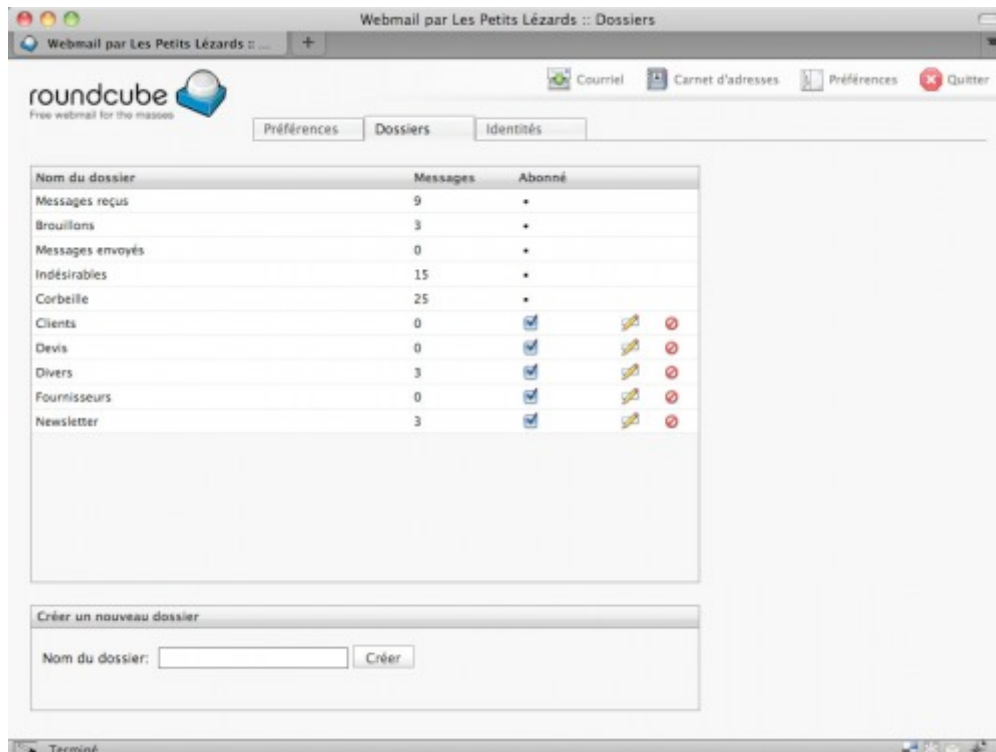 Webmail par Les Petits Lézards :: Dossiers
Webmail par Les Petits Lézards :: ...
roundcube
Free webmail for the masses
Courriel Carnet d'adresses Préférences Quitter
Préférences Dossiers Identités
Nom du dossier Messages Abonné
Messages reçus 9
Brouillons 3
Messages envoyés 0
Indésirables 15
Corbeille 25
Clients 0
Devis 0
Divers 3
Fournisseurs 0
Newsletter 3
Créer un nouveau dossier
Nom du dossier: Créer
Terminé